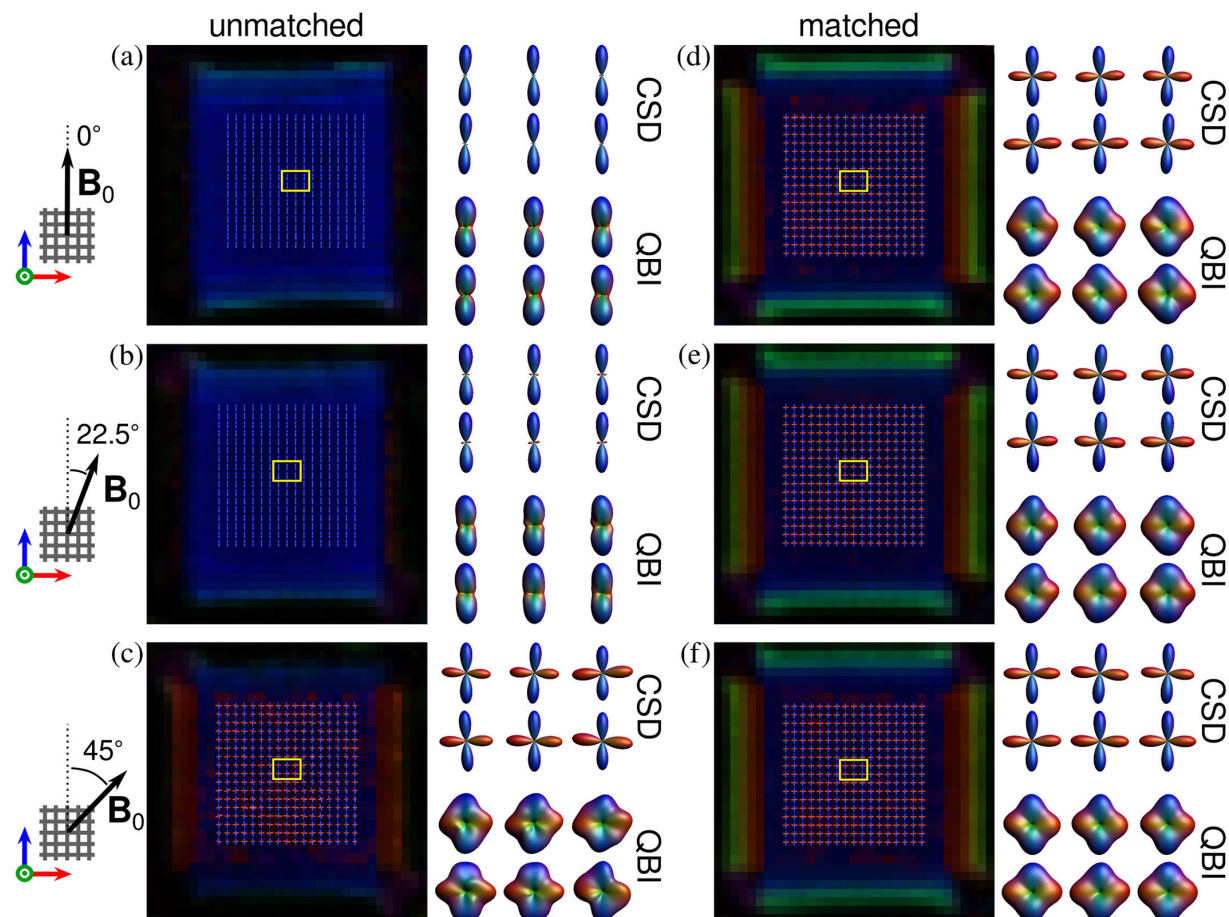 unmatched
matched
(a)
CSD
QBI
(d)
CSD
QBI
0°
B0
(b)
CSD
QBI
(e)
CSD
QBI
22.5°
B0
(c)
CSD
QBI
(f)
CSD
QBI
45°
B0